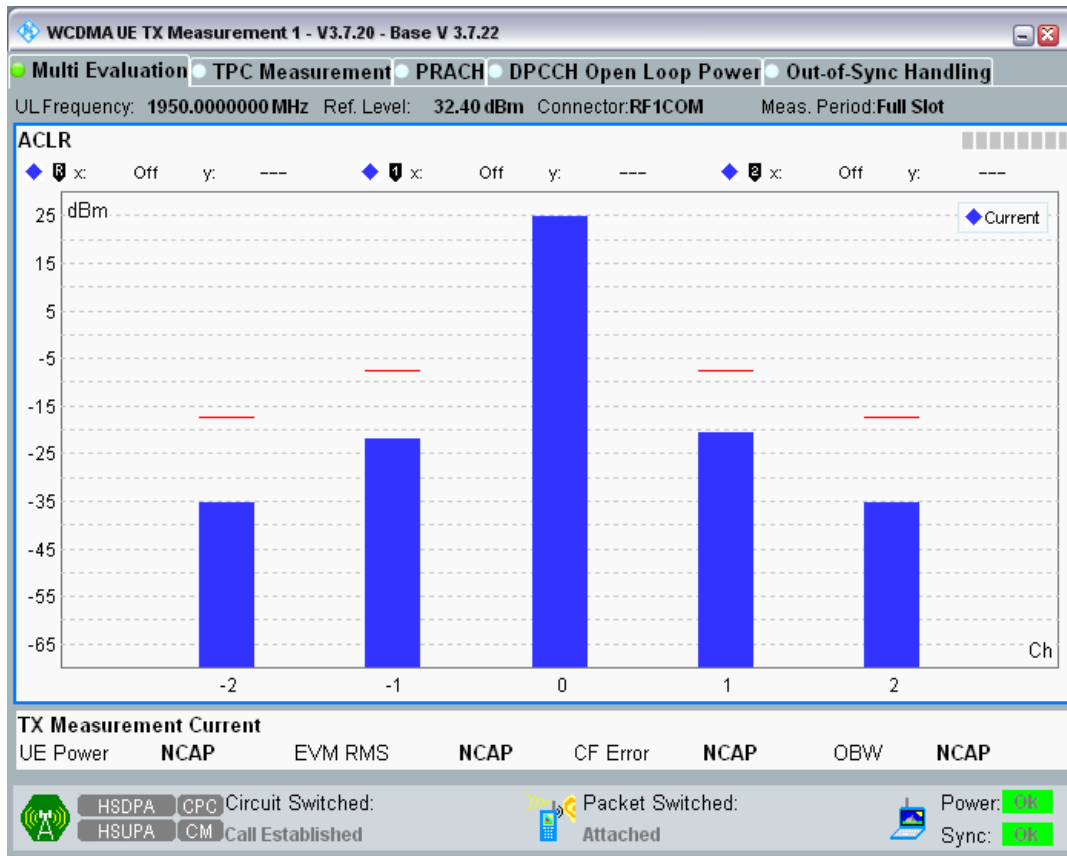 WCDMA UE TX Measurement 1 - V3.7.20 - Base V 3.7.22
Multi Evaluation TPC Measurement PRACH DPCCH Open Loop Power Out-of-Sync Handling
UL Frequency: 1950.0000000 MHz Ref. Level: 32.40 dBm Connector:RF1COM Meas. Period:Full Slot
ACLR
R x: Off y: --- 1 x: Off y: --- 2 x: Off y: ---
25 dBm Current
15
5
-5
-15
-25
-35
-45
-55
-65 Ch
-2 -1 0 1 2
TX Measurement Current
UE Power NCAP EVM RMS NCAP CF Error NCAP OBW NCAP
HSDPA CPC Circuit Switched: Packet Switched: Power: Ok
HSUPA CM Call Established Attached Sync: Ok